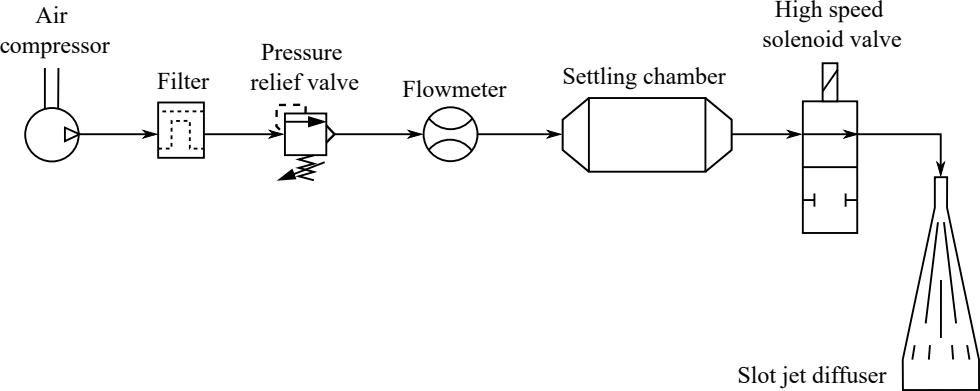 Air
compressor
Filter
Pressure
relief valve
Flowmeter
Settling chamber
High speed
solenoid valve
Slot jet diffuser